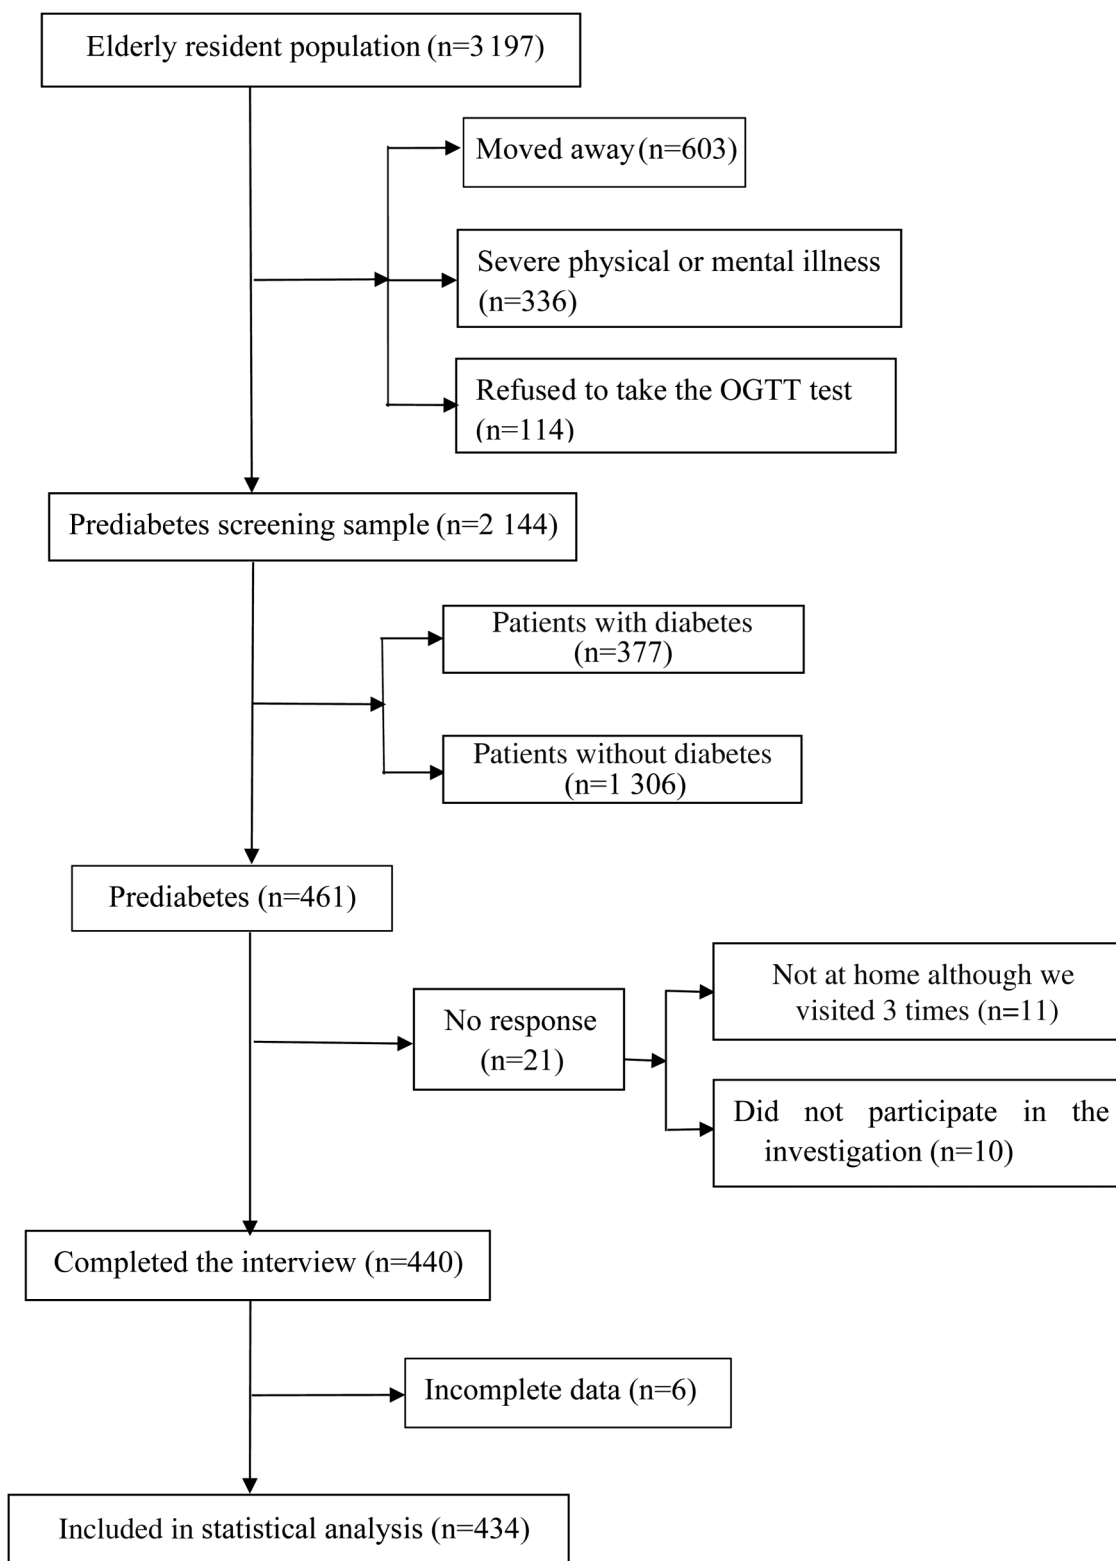 Elderly resident population (n=3197)
Moved away (n=603)
Severe physical or mental illness
(n=336)
Refused to take the OGTT test
(n=114)
Prediabetes screening sample (n=2 144)
Patients with diabetes
(n=377)
Patients without diabetes
(n=1 306)
Prediabetes (n=461)
No response
(n=21)
Not at home although we
visited 3 times (n=11)
Did not participate in the
investigation (n=10)
Completed the interview (n=440)
Incomplete data (n=6)
Included in statistical analysis (n=434)